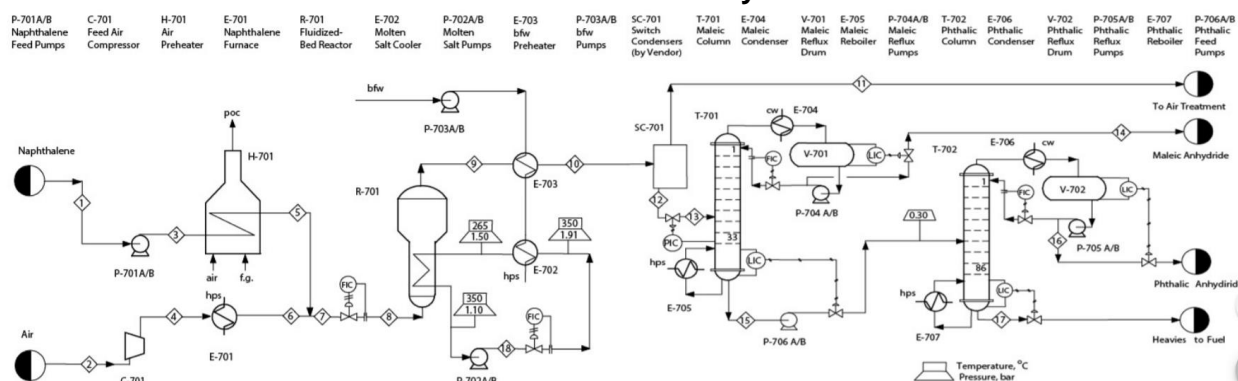 P-701A/B
Naphthalene
Feed Pumps
C-701
Feed Air
Compressor
H-701
Air
Preheater
E-701
Naphthalene
Furnace
R-701
Fluidized-
Bed Reactor
E-702
Molten
Salt Cooler
P-702A/B
Molten
Salt Pumps
E-703
bfw
Preheater
P-703A/B
bfw
Pumps
SC-701
Switch
Condensers
(by Vendor)
T-701
Maleic
Column
E-704
Maleic
Condenser
V-701
Maleic
Reflux
Drum
E-705
Maleic
Reboiler
P-704A/B
Maleic
Reflux
Pumps
T-702
Phthalic
Column
E-706
Phthalic
Condenser
V-702
Phthalic
Reflux
Drum
P-705A/B
Phthalic
Reflux
Pumps
E-707
Phthalic
Reboiler
P-706A/B
Phthalic
Feed
Pumps
bfw
P-703A/B
poc
H-701
Naphthalene
1
3
P-701A/B
5
air
f.g.
hps
4
E-701
Air
2
C-701
6
7
FIC
8
R-701
9
E-703
10
265
1.50
350
1.91
hps
E-702
350
1.10
FIC
18
P-702A/B
SC-701
11
To Air Treatment
12
13
PIC
hps
E-705
T-701
1
33
cw
E-704
FIC
V-701
LIC
P-704 A/B
LIC
15
P-706 A/B
14
Maleic Anhydride
0.30
T-702
1
86
E-706
cw
FIC
V-702
LIC
P-705 A/B
16
Phthalic Anhydride
hps
E-707
LIC
17
Heavies to Fuel
Temperature, °C
Pressure, bar